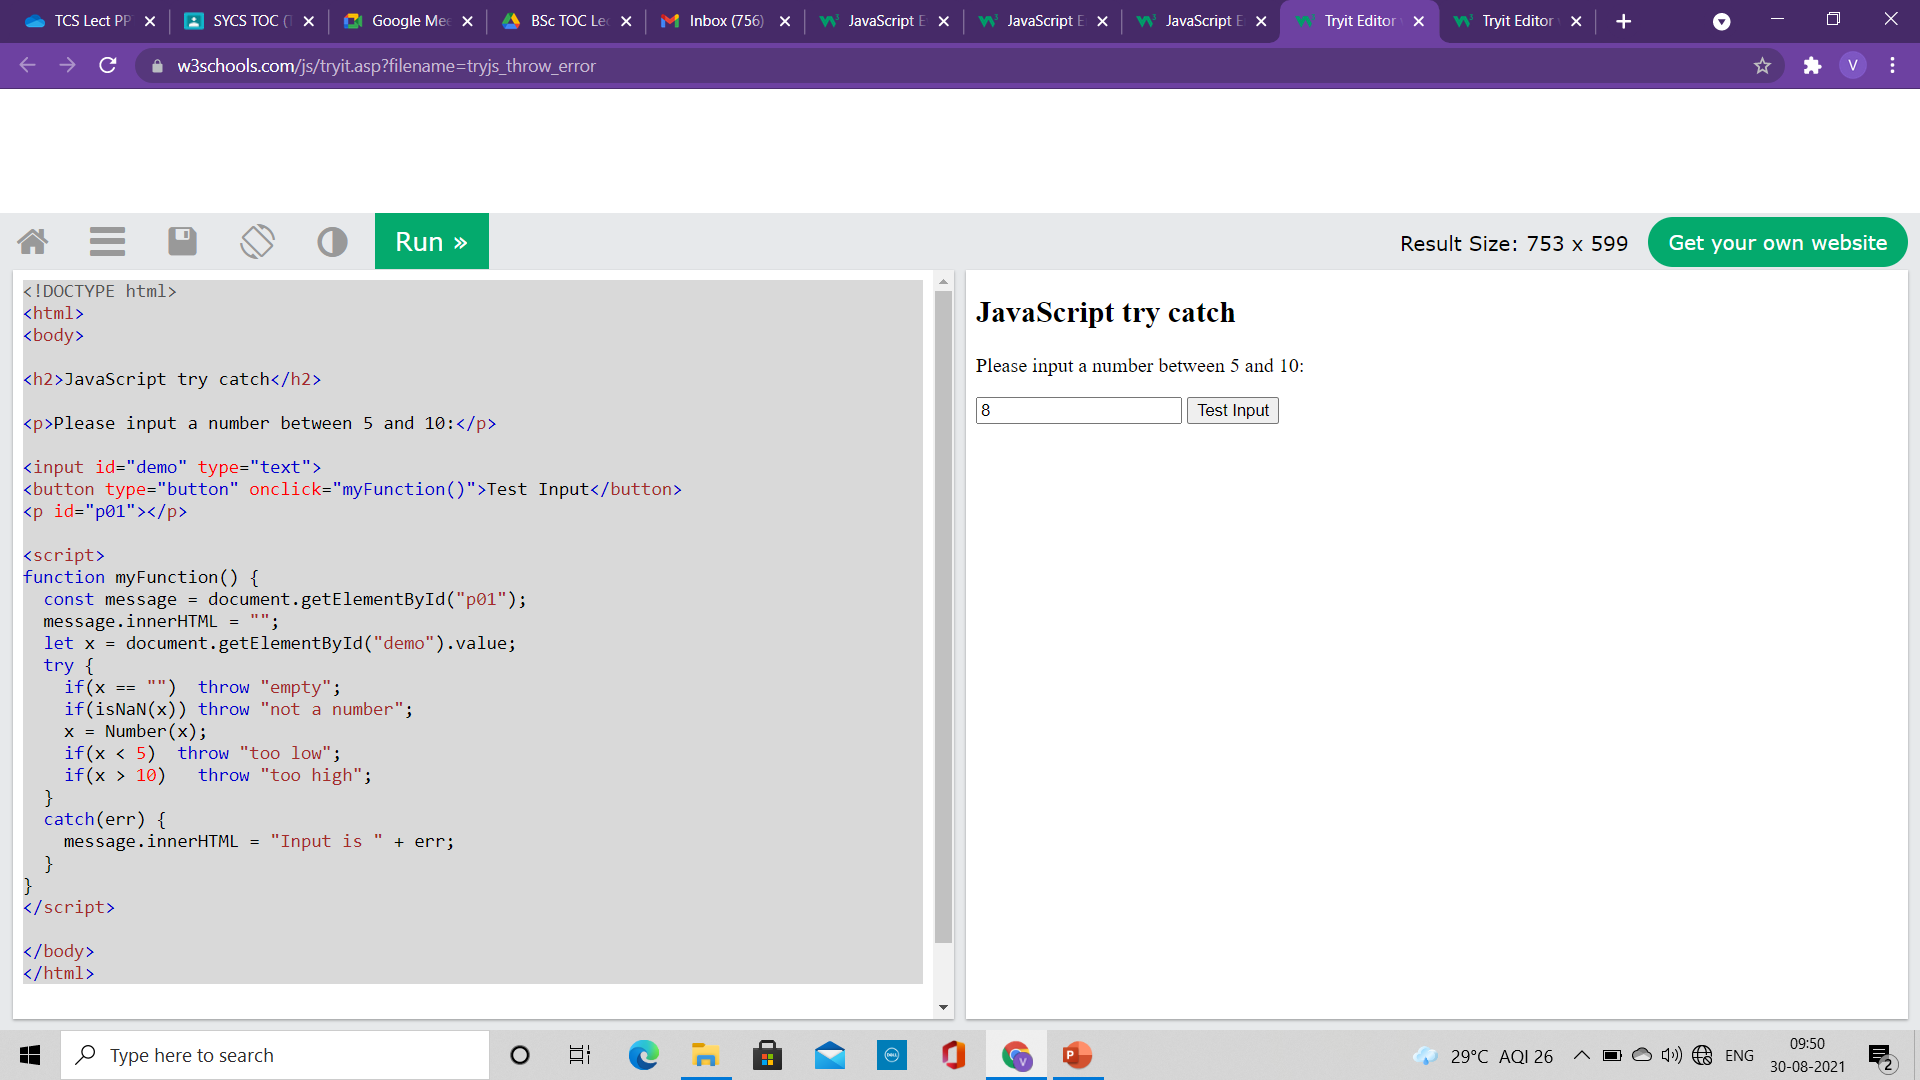 TCS Lect PP
SYCS TOC (
Google Mee
BSc TOC Le
Inbox (756)
JavaScript E
JavaScript E
JavaScript E
Tryit Editor
Tryit Editor
w3schools.com/js/tryit.asp?filename=tryjs_throw_error
V
Run »
Result Size: 753 x 599
Get your own website
<!DOCTYPE html>
<html>
<body>
<h2>JavaScript try catch</h2>
<p>Please input a number between 5 and 10:</p>
<input id="demo" type="text">
<button type="button" onclick="myFunction()">Test Input</button>
<p id="p01"></p>
<script>
function myFunction() {
const message = document.getElementById("p01");
message.innerHTML = "";
let x = document.getElementById("demo").value;
try {
if(x == "")  throw "empty";
if(isNaN(x)) throw "not a number";
x = Number(x);
if(x < 5)  throw "too low";
if(x > 10)   throw "too high";
}
catch(err) {
message.innerHTML = "Input is " + err;
}
}
</script>
</body>
</html>
JavaScript try catch
Please input a number between 5 and 10:
8
Test Input
Type here to search
29°C AQI 26
ENG
09:50
30-08-2021
2